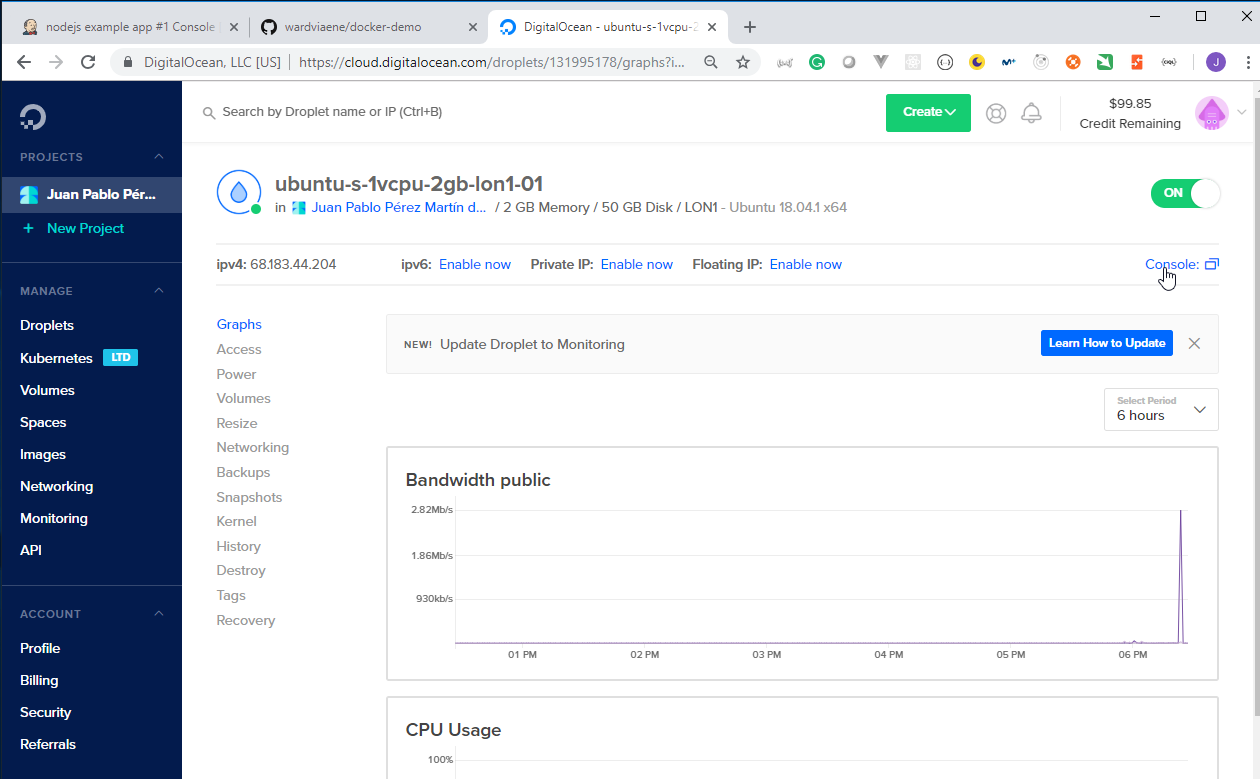 nodejs example app #1 Console
wardviaene/docker-demo
DigitalOcean - ubuntu-s-1vcpu-2
DigitalOcean, LLC [US]
https://cloud.digitalocean.com/droplets/131995178/graphs?i...
J
PROJECTS
Juan Pablo Pér...
+ New Project
MANAGE
Droplets
Kubernetes LTD
Volumes
Spaces
Images
Networking
Monitoring
API
ACCOUNT
Profile
Billing
Security
Referrals
Search by Droplet name or IP (Ctrl+B)
Create
$99.85
Credit Remaining
ubuntu-s-1vcpu-2gb-lon1-01
in Juan Pablo Pérez Martín d... / 2 GB Memory / 50 GB Disk / LON1 - Ubuntu 18.04.1 x64
ON
ipv4: 68.183.44.204 ipv6: Enable now Private IP: Enable now Floating IP: Enable now Console:
Graphs
Access
Power
Volumes
Resize
Networking
Backups
Snapshots
Kernel
History
Destroy
Tags
Recovery
NEW! Update Droplet to Monitoring
Learn How to Update
Select Period
6 hours
Bandwidth public
2.82Mb/s
1.86Mb/s
930kb/s
01 PM 02 PM 03 PM 04 PM 05 PM 06 PM
CPU Usage
100%